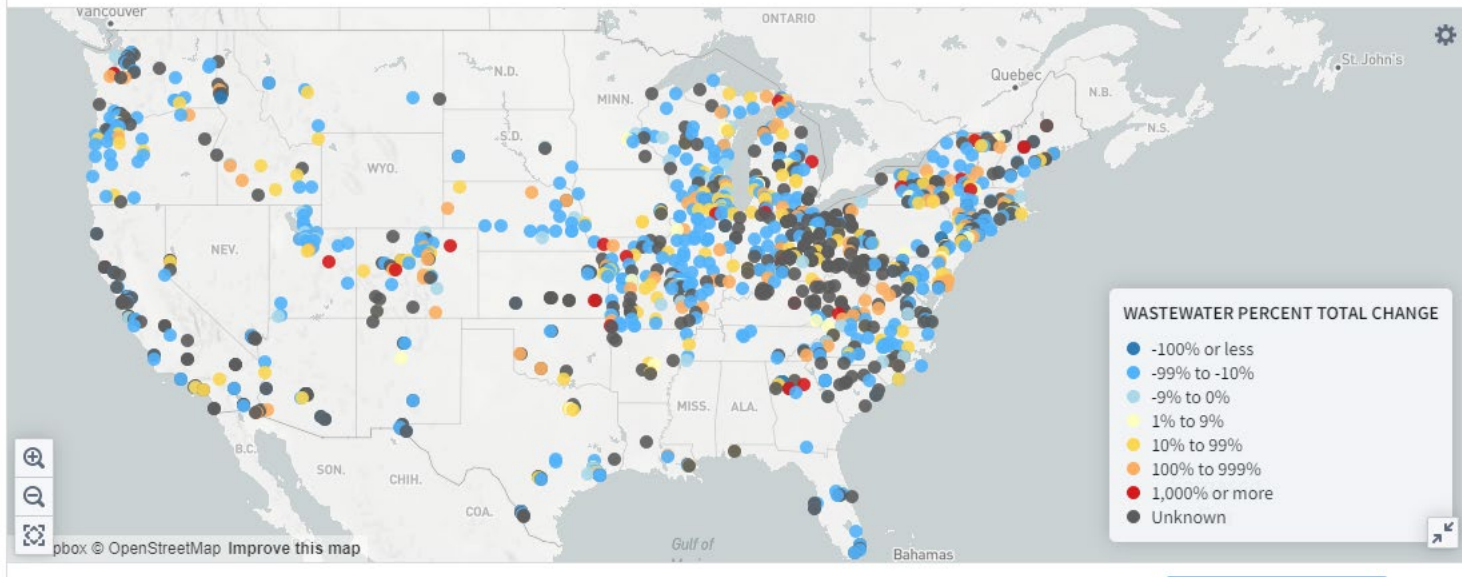 Vancouver
ONTARIO
St. John's
Quebec
N.B.
N.S.
N.D.
MINN.
S.D.
WYO.
NEV.
MISS.
ALA.
B.C.
SON.
CHIH.
COA.
Gulf of
Bahamas
WASTEWATER PERCENT TOTAL CHANGE
-100% or less
-99% to -10%
-9% to 0%
1% to 9%
10% to 99%
100% to 999%
1,000% or more
Unknown
pbox © OpenStreetMap Improve this map